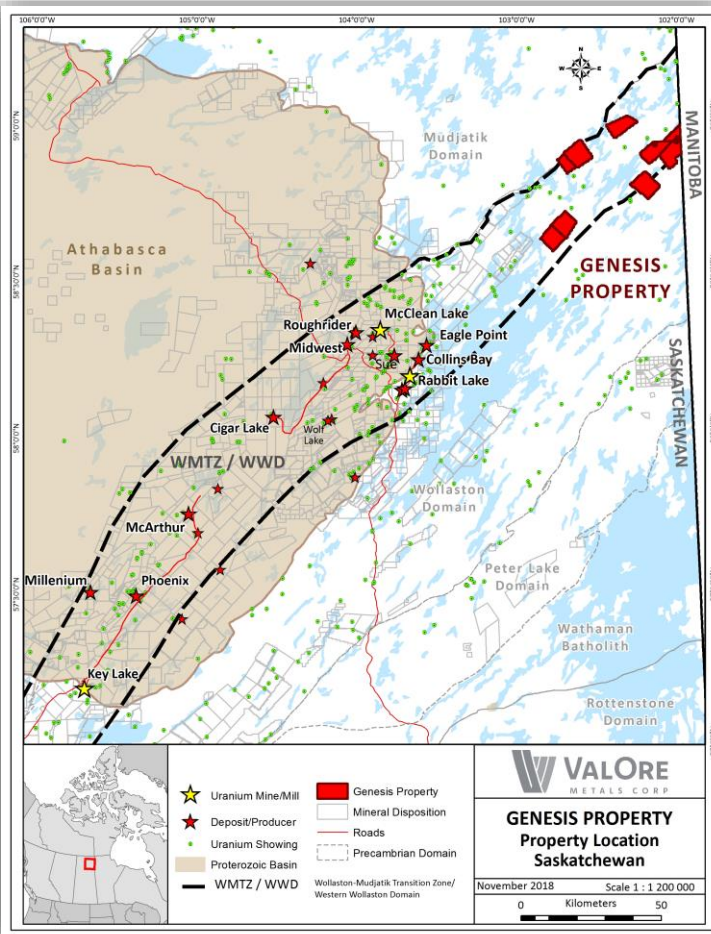 106°0'0"W
105°0'0"W
104°0'0"W
103°0'0"W
102°0'0"W
59°0'0"N
58°30'0"N
58°0'0"N
57°30'0"N
N
W
E
S
Mudjatik
Domain
MANITOBA
Athabasca
Basin
GENESIS
PROPERTY
McClean Lake
Roughrider
Eagle Point
Midwest
Sue
Collins Bay
Rabbit Lake
SASKATCHEWAN
Cigar Lake
Wolf
Lake
WMTZ / WWD
Wollaston
Domain
McArthur
Peter Lake
Domain
Millenium
Phoenix
Wathaman
Batholith
Key Lake
Rottenstone
Domain
Uranium Mine/Mill
Deposit/Producer
Uranium Showing
Proterozoic Basin
WMTZ / WWD
Genesis Property
Mineral Disposition
Roads
Precambrian Domain
Wollaston-Mudjatik Transition Zone/
Western Wollaston Domain
VALORE
METALS CORP
GENESIS PROPERTY
Property Location
Saskatchewan
November 2018
Scale 1 : 1 200 000
Kilometers
0
50